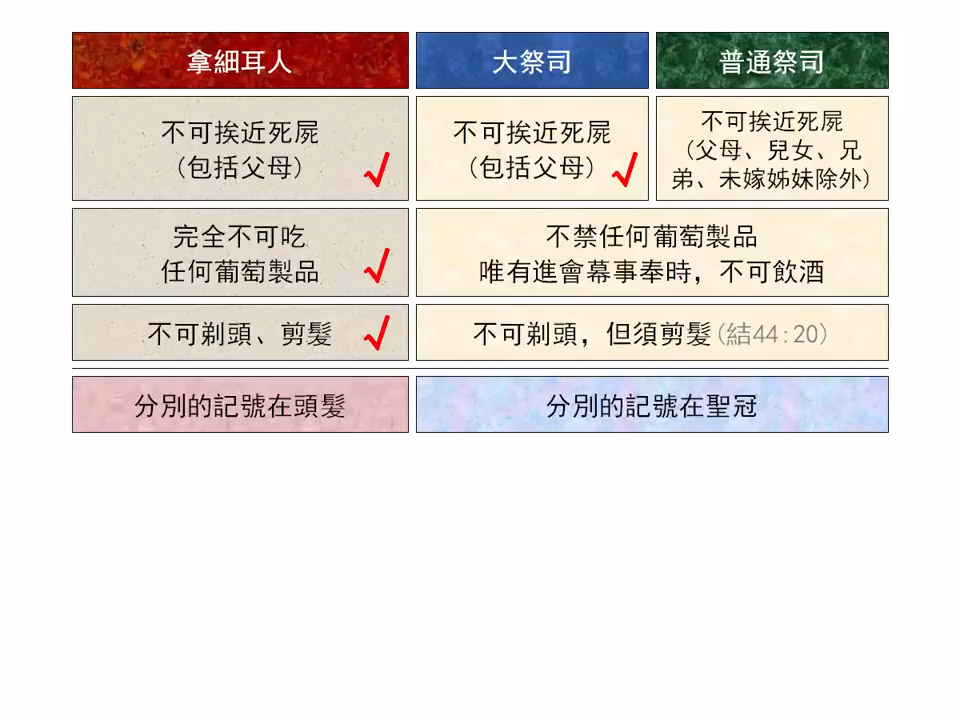 拿細耳人
大祭司
普通祭司
不可挨近死屍
(包括父母)
不可挨近死屍
(包括父母)
不可挨近死屍
(父母、兒女、兄
弟、未嫁姊妹除外)
完全不可吃
任何葡萄製品
不禁任何葡萄製品
唯有進會幕事奉時，不可飲酒
不可剃頭、剪髮
不可剃頭，但須剪髮(結44:20)
分別的記號在頭髮
分別的記號在聖冠